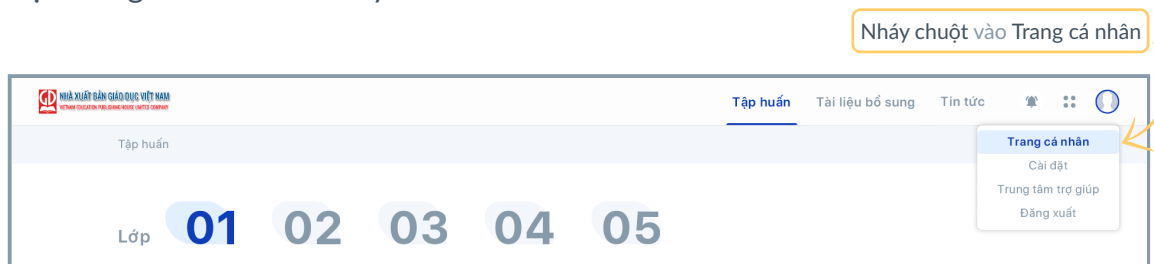 Nháy chuột vào Trang cá nhân
NHÀ XUẤT BẢN GIÁO DỤC VIỆT NAM
VIETNAM EDUCATION PUBLISHING HOUSE LIMITED COMPANY
Tập huấn Tài liệu bổ sung Tin tức
Tập huấn
Trang cá nhân
Cài đặt
Trung tâm trợ giúp
Đăng xuất
Lớp 01 02 03 04 05